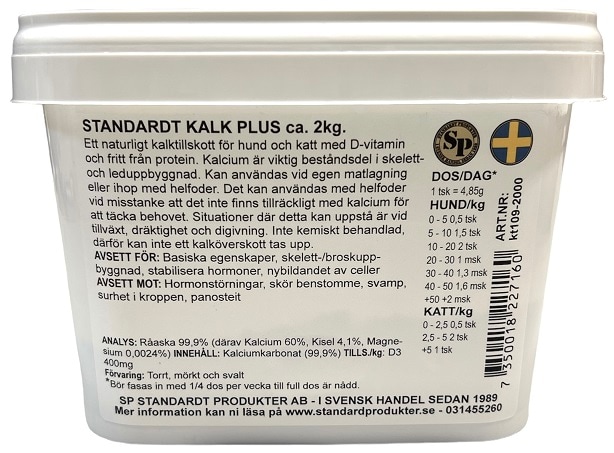 STANDARDT KALK PLUS ca. 2kg.
Ett naturligt kalktillskott för hund och katt med D-vitamin
och fritt från protein. Kalcium är viktig beståndsdel i skelett-
och leduppbyggnad. Kan användas vid egen matlagning
eller ihop med helfoder. Det kan användas med helfoder
vid misstanke att det inte finns tillräckligt med kalcium för
att täcka behovet. Situationer där detta kan uppstå är vid
tillväxt, dräktighet och digivning. Inte kemiskt behandlad,
därför kan inte ett kalköverskott tas upp.
AVSETT FÖR: Basiska egenskaper, skelett-/broskupp-
byggnad, stabilisera hormoner, nybildandet av celler
AVSETT MOT: Hormonstörningar, skör benstomme, svamp,
surhet i kroppen, panosteit
ANALYS: Råaska 99,9% (därav Kalcium 60%, Kisel 4,1%, Magne-
sium 0,0024%) INNEHÅLL: Kalciumkarbonat (99,9%) TILLS./kg: D3
400mg
Förvaring: Torrt, mörkt och svalt
*Bör fasas in med 1/4 dos per vecka till full dos är nådd.
SP STANDARDT PRODUKTER AB - I SVENSK HANDEL SEDAN 1989
Mer information kan ni läsa på www.standardprodukter.se - 031455260
SP
DOS/DAG*
1 tsk = 4,85g
HUND/kg
0 - 5 0,5 tsk
5 - 10 1,5 tsk
10 - 20 2 tsk
20 - 30 1 msk
30 - 40 1,3 msk
40 - 50 1,6 msk
+50 +2 msk
KATT/kg
0 - 2,5 0,5 tsk
2,5 - 5 2 tsk
+5 1 tsk
ART.NR:
kt109-2000
7 350018 227160